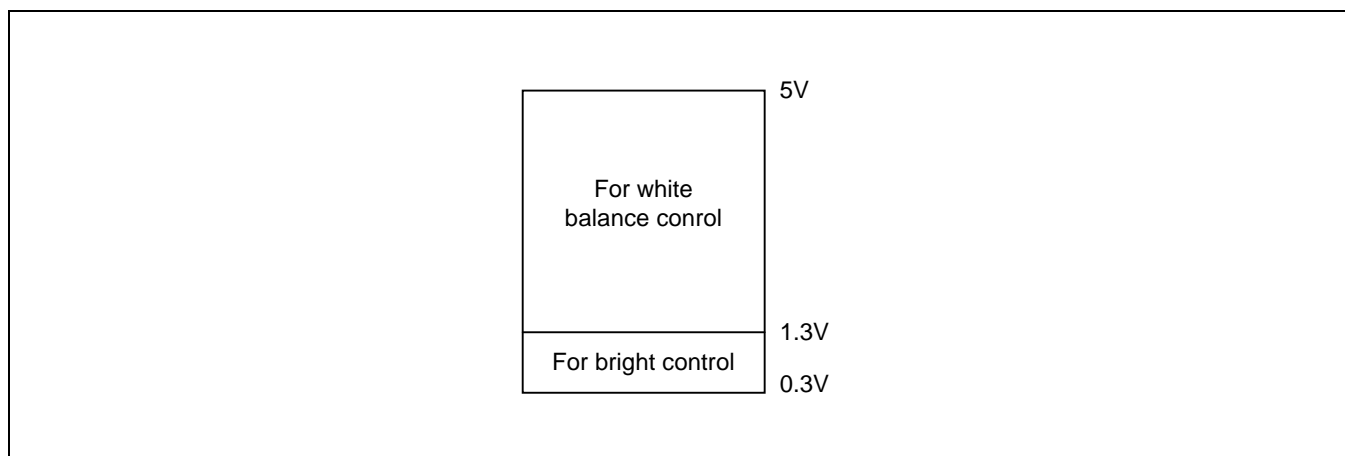 5V
For white
balance conrol
1.3V
For bright control
0.3V